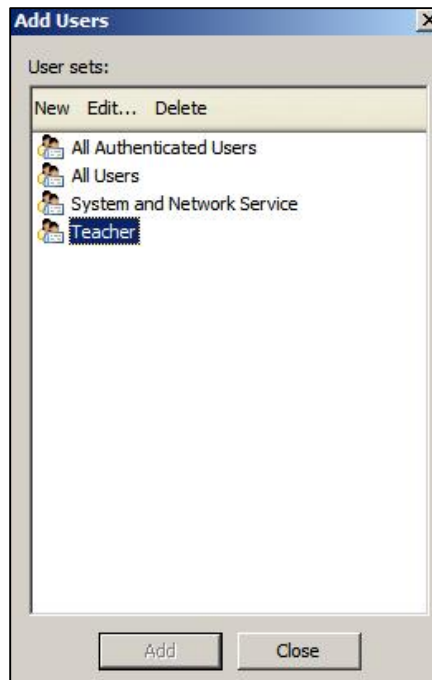 Add Users
User sets:
New Edit... Delete
All Authenticated Users
All Users
System and Network Service
Teacher
Add Close